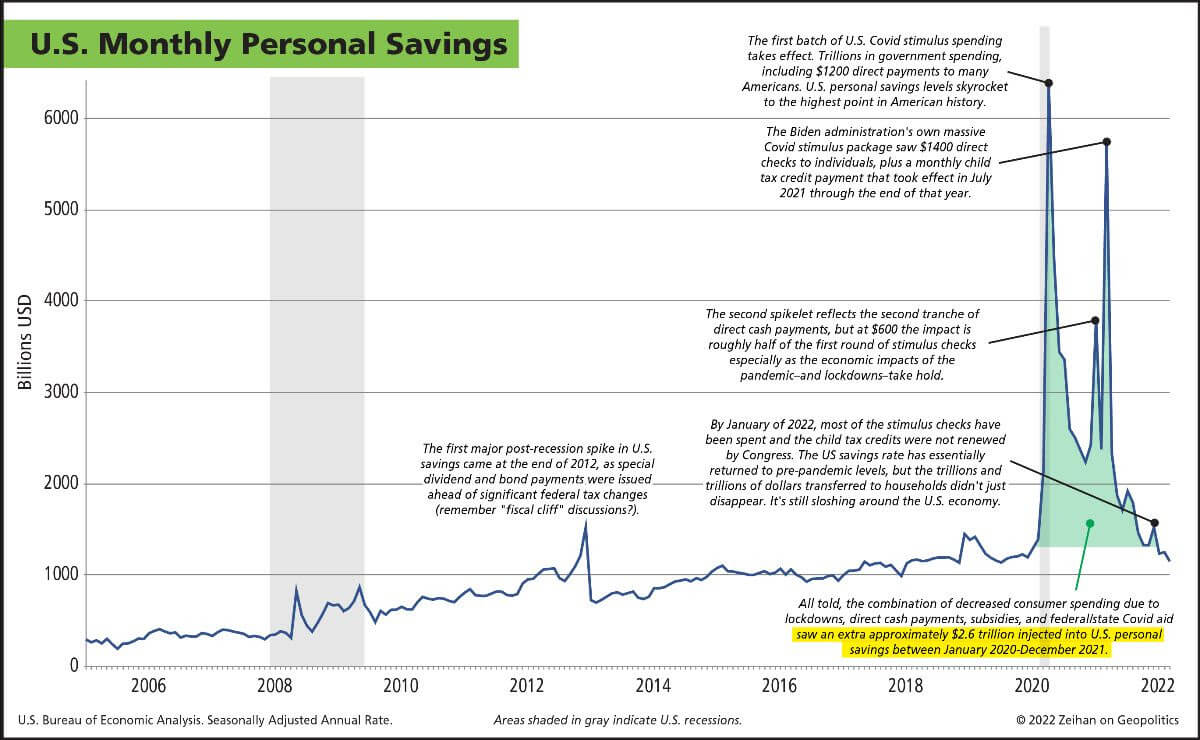 U.S. Monthly Personal Savings
The first batch of U.S. Covid stimulus spending
takes effect. Trillions in government spending,
including $1200 direct payments to many
Americans. U.S. personal savings levels skyrocket
to the highest point in American history.
The Biden administration's own massive
Covid stimulus package saw $1400 direct
checks to individuals, plus a monthly child
tax credit payment that took effect in July
2021 through the end of that year.
The second spikelet reflects the second tranche of
direct cash payments, but at $600 the impact is
roughly half of the first round of stimulus checks
especially as the economic impacts of the
pandemic–and lockdowns–take hold.
By January of 2022, most of the stimulus checks have
been spent and the child tax credits were not renewed
by Congress. The US savings rate has essentially
returned to pre-pandemic levels, but the trillions and
trillions of dollars transferred to households didn't just
disappear. It's still sloshing around the U.S. economy.
The first major post-recession spike in U.S.
savings came at the end of 2012, as special
dividend and bond payments were issued
ahead of significant federal tax changes
(remember "fiscal cliff" discussions?).
All told, the combination of decreased consumer spending due to
lockdowns, direct cash payments, subsidies, and federal/state Covid aid
saw an extra approximately $2.6 trillion injected into U.S. personal
savings between January 2020-December 2021.
Billions USD
6000
5000
4000
3000
2000
1000
0
2006
2008
2010
2012
2014
2016
2018
2020
2022
U.S. Bureau of Economic Analysis. Seasonally Adjusted Annual Rate.
Areas shaded in gray indicate U.S. recessions.
© 2022 Zeihan on Geopolitics